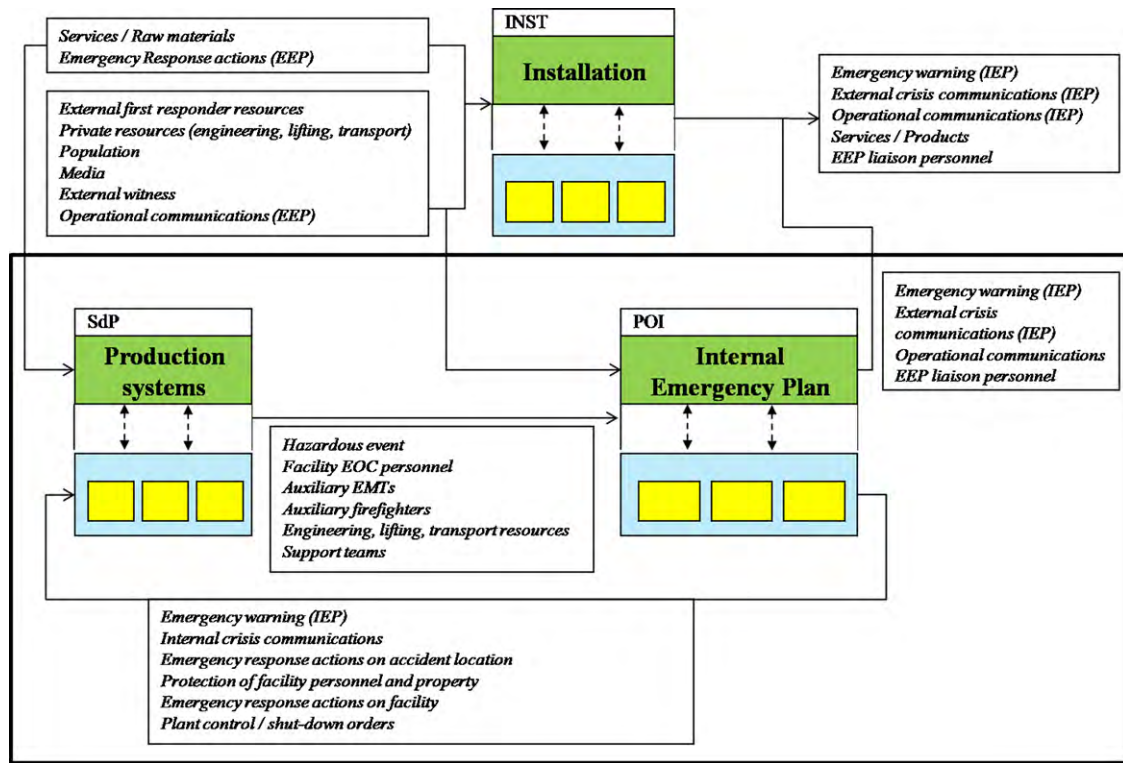 INST
Installation
Services / Raw materials
Emergency Response actions (EEP)
External first responder resources
Private resources (engineering, lifting, transport)
Population
Media
External witness
Operational communications (EEP)
Emergency warning (IEP)
External crisis communications (IEP)
Operational communications (IEP)
Services / Products
EEP liaison personnel
SdP
Production
systems
POI
Internal
Emergency Plan
Emergency warning (IEP)
External crisis
communications (IEP)
Operational communications
EEP liaison personnel
Hazardous event
Facility EOC personnel
Auxiliary EMTs
Auxiliary firefighters
Engineering, lifting, transport resources
Support teams
Emergency warning (IEP)
Internal crisis communications
Emergency response actions on accident location
Protection of facility personnel and property
Emergency response actions on facility
Plant control / shut-down orders